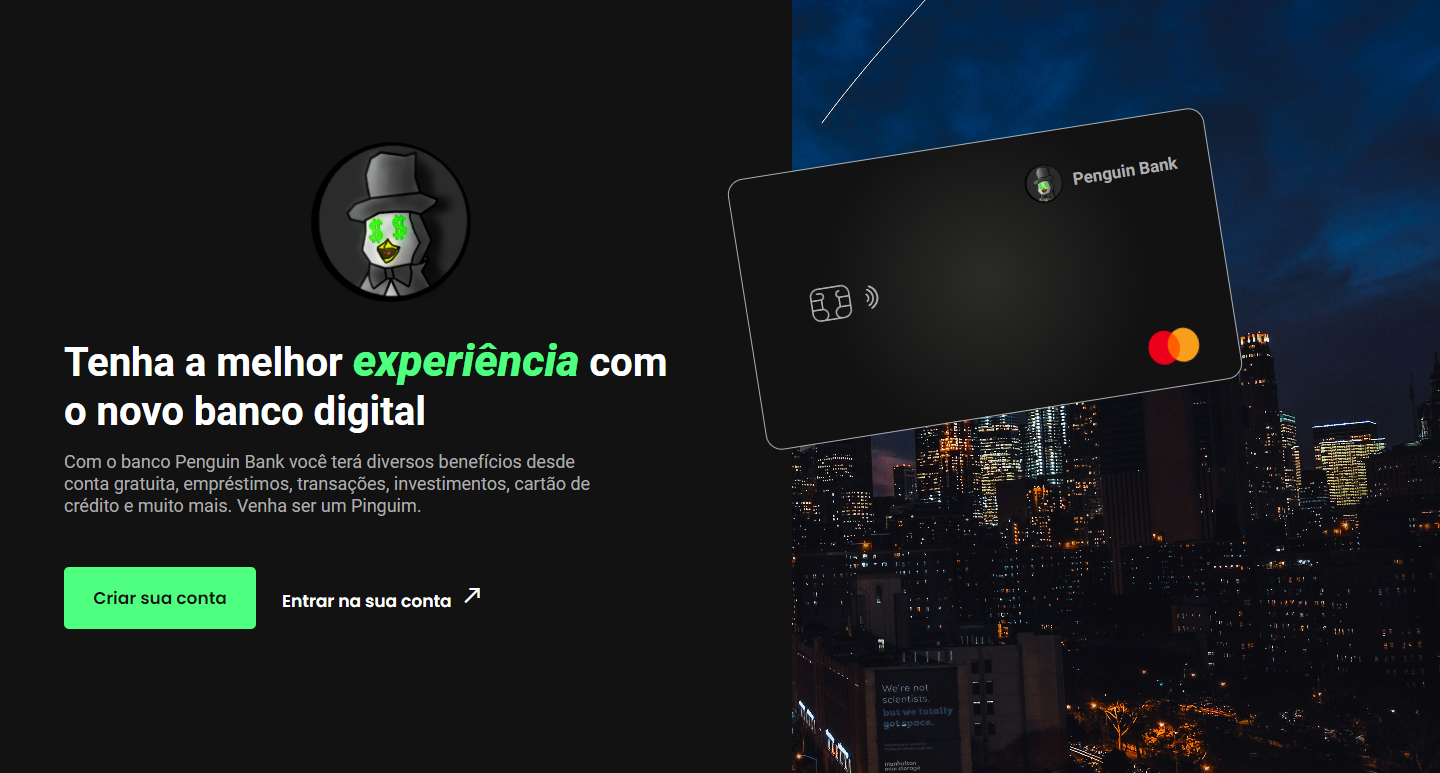 Penguin Bank
Tenha a melhor experiência com
o novo banco digital
Com o banco Penguin Bank você terá diversos benefícios desde
conta gratuita, empréstimos, transações, investimentos, cartão de
crédito e muito mais. Venha ser um Pinguim.
Criar sua conta
Entrar na sua conta
We're not
scientists.
but we totally
got space.
manhattan
mini storage